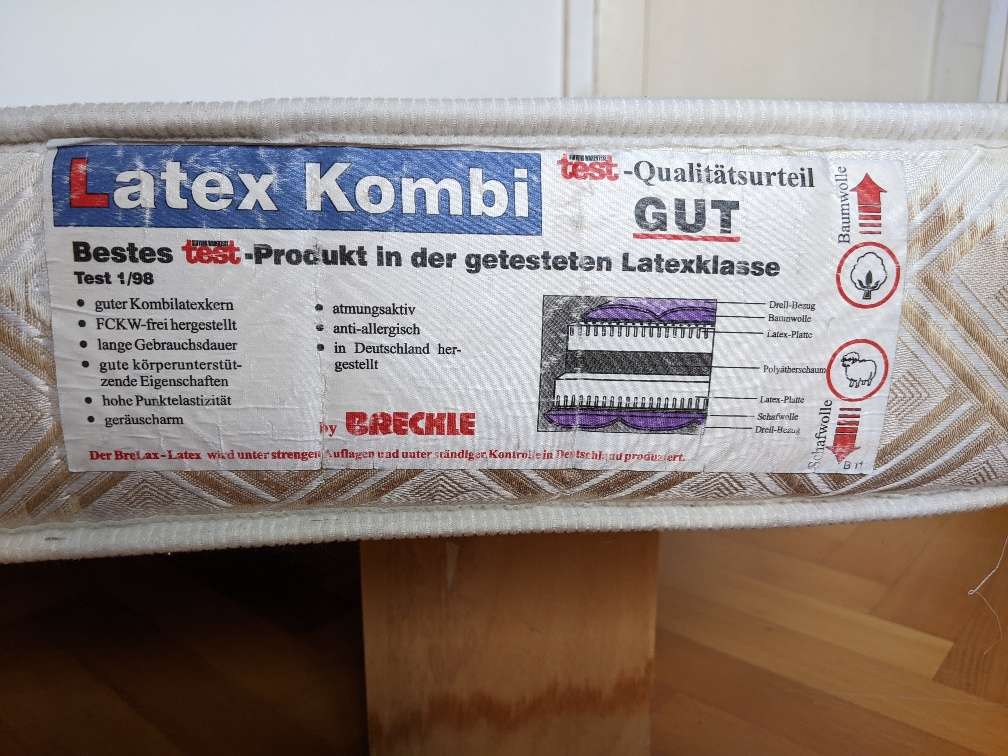 Latex Kombi
test-Qualitätsurteil
GUT
Bestes test-Produkt in der getesteten Latexklasse
Test 1/98
• guter Kombilatexkern
• FCKW-frei hergestellt
• lange Gebrauchsdauer
• gute körperunterstüt-
zende Eigenschaften
• hohe Punktelastizität
• geräuscharm
• atmungsaktiv
• anti-allergisch
• in Deutschland her-
gestellt
by BRECKLE
Der BreLax-Latex wird unter strengen Auflagen und unter ständiger Kontrolle in Deutschland produziert.
Drell-Bezug
Baumwolle
Latex-Platte
Polyätherschaum
Latex-Platte
Schafwolle
Drell-Bezug
Baumwolle
Schafwolle